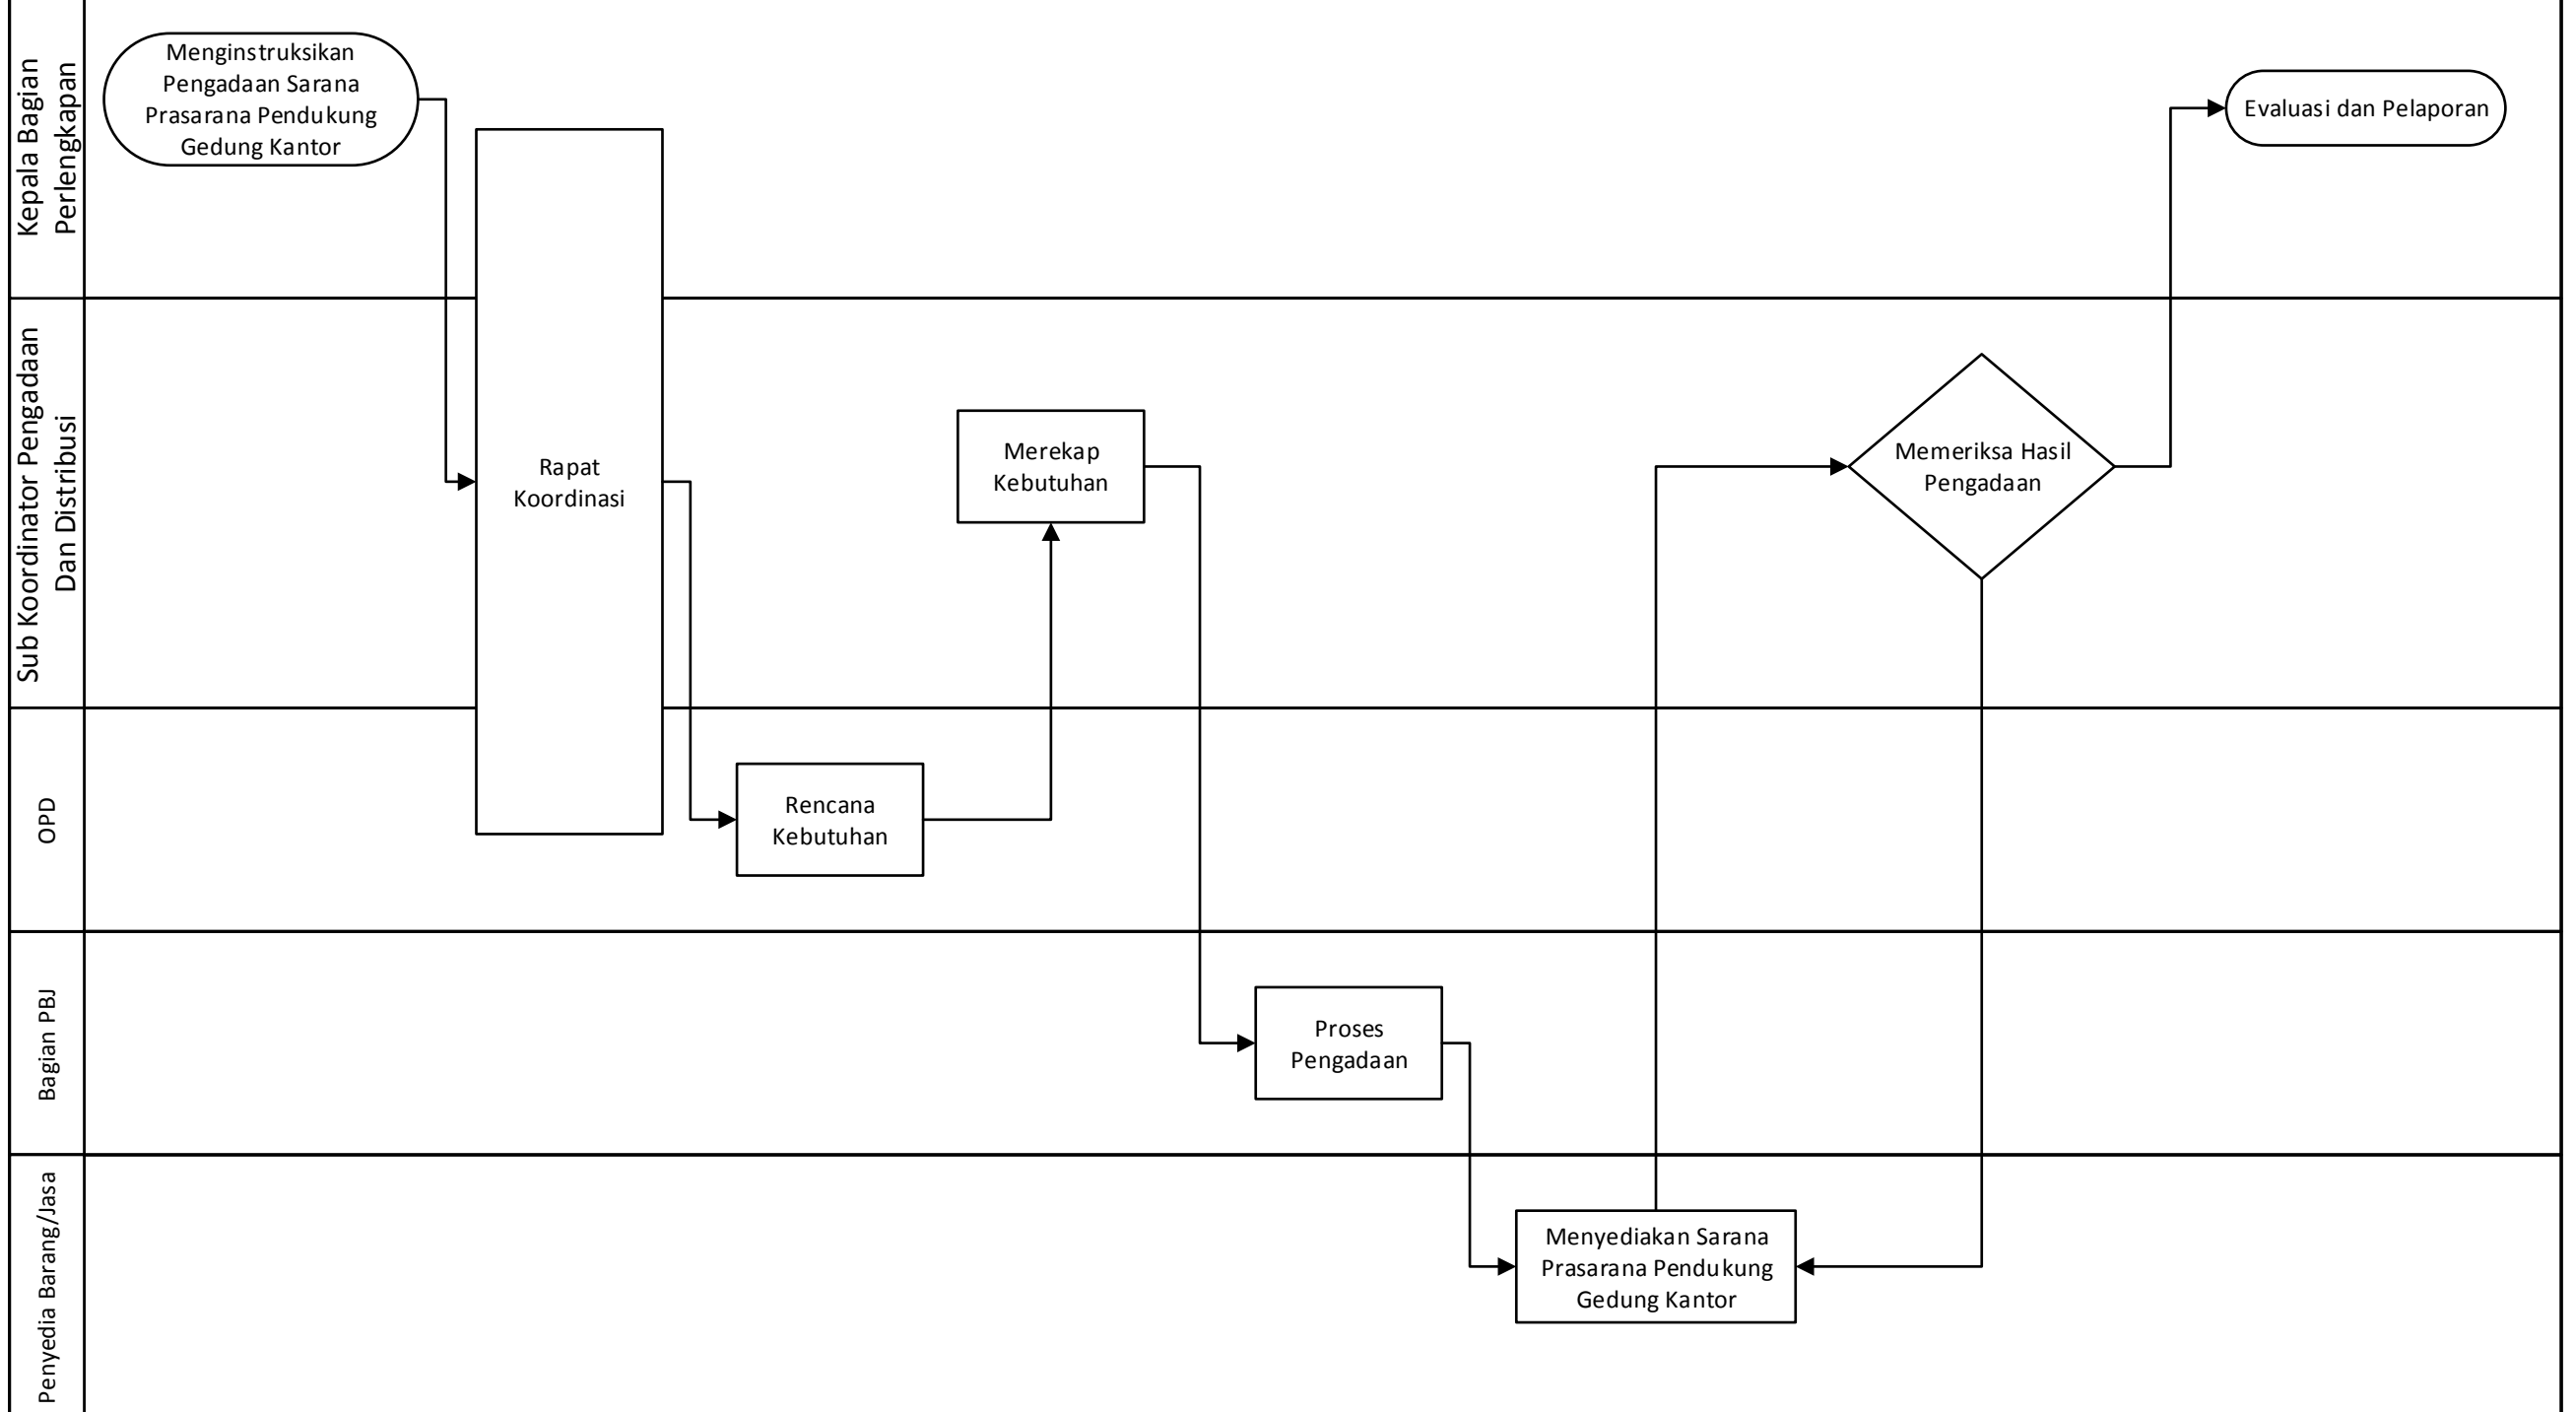 Kepala Bagian
Perlengkapan
Menginstruksikan
Pengadaan Sarana
Prasarana Pendukung
Gedung Kantor
Evaluasi dan Pelaporan
Sub Koordinator Pengadaan
Dan Distribusi
Rapat
Koordinasi
Merekap
Kebutuhan
Memeriksa Hasil
Pengadaan
OPD
Rencana
Kebutuhan
Bagian PBJ
Proses
Pengadaan
Penyedia Barang/Jasa
Menyediakan Sarana
Prasarana Pendukung
Gedung Kantor